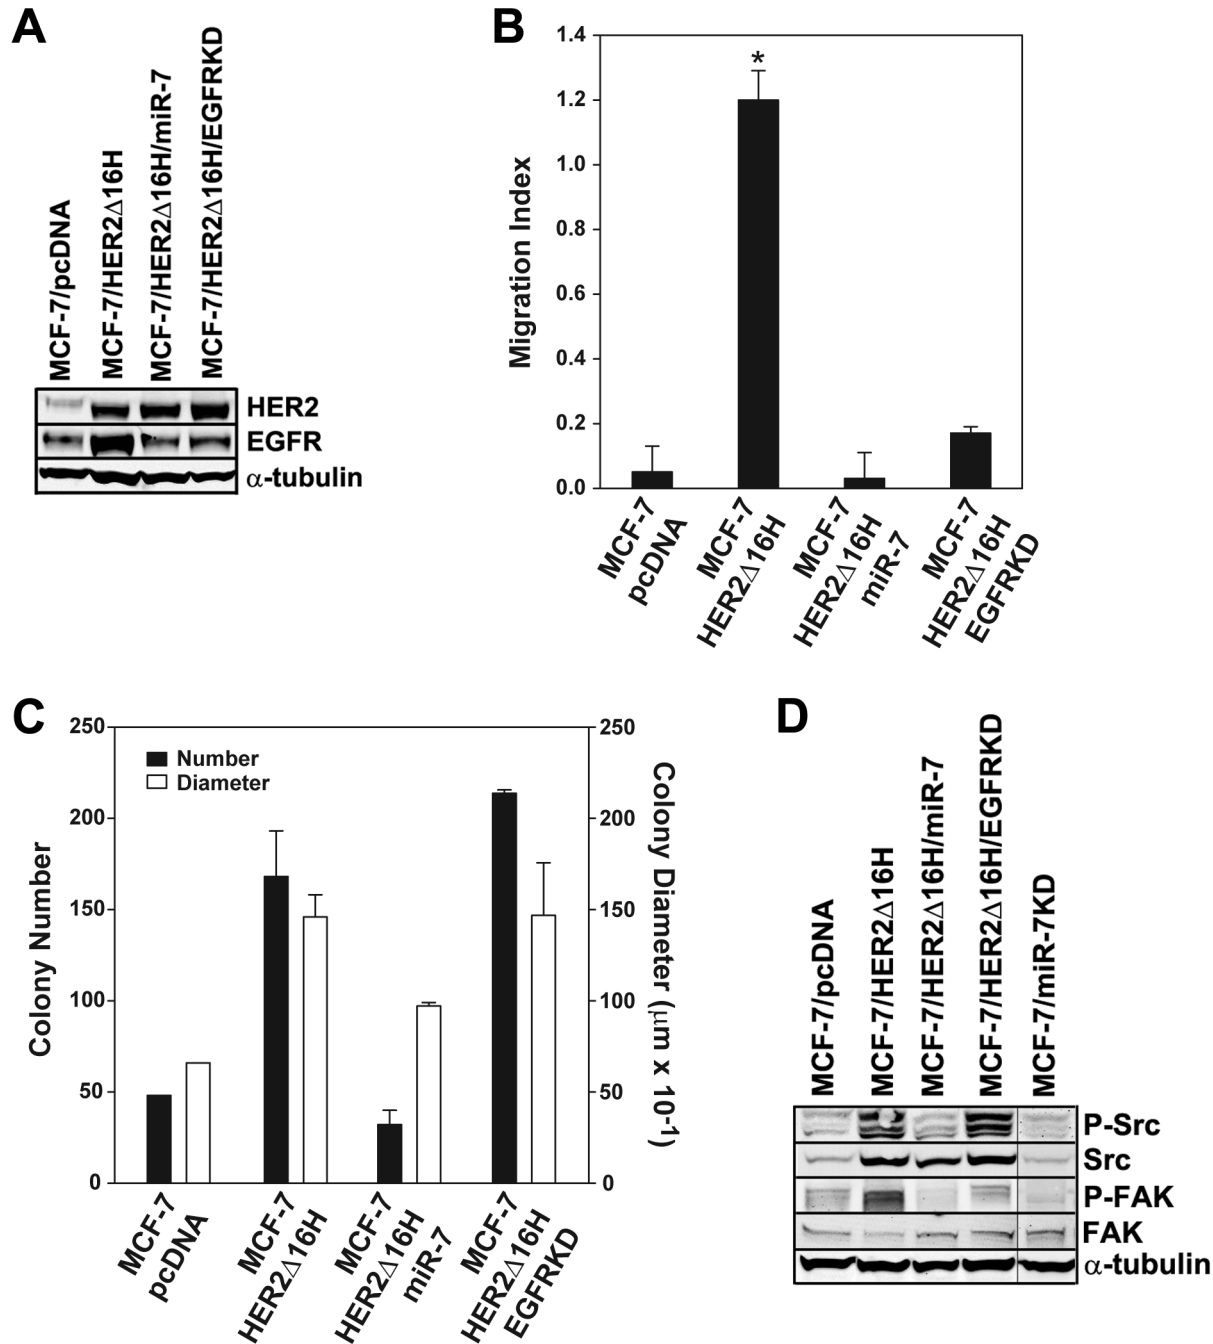 A
MCF-7/pcDNA
MCF-7/HER2Δ16H
MCF-7/HER2Δ16H/miR-7
MCF-7/HER2Δ16H/EGFRKD
HER2
EGFR
α-tubulin
B
Migration Index
1.4
1.2
1.0
0.8
0.6
0.4
0.2
0.0
*
MCF-7
pcDNA
MCF-7
HER2Δ16H
MCF-7
HER2Δ16H
miR-7
MCF-7
HER2Δ16H
EGFRKD
C
Colony Number
250
200
150
100
50
0
Number
Diameter
250
200
150
100
50
0
Colony Diameter (μm x 10⁻¹)
MCF-7
pcDNA
MCF-7
HER2Δ16H
MCF-7
HER2Δ16H
miR-7
MCF-7
HER2Δ16H
EGFRKD
D
MCF-7/pcDNA
MCF-7/HER2Δ16H
MCF-7/HER2Δ16H/miR-7
MCF-7/HER2Δ16H/EGFRKD
MCF-7/miR-7KD
P-Src
Src
P-FAK
FAK
α-tubulin